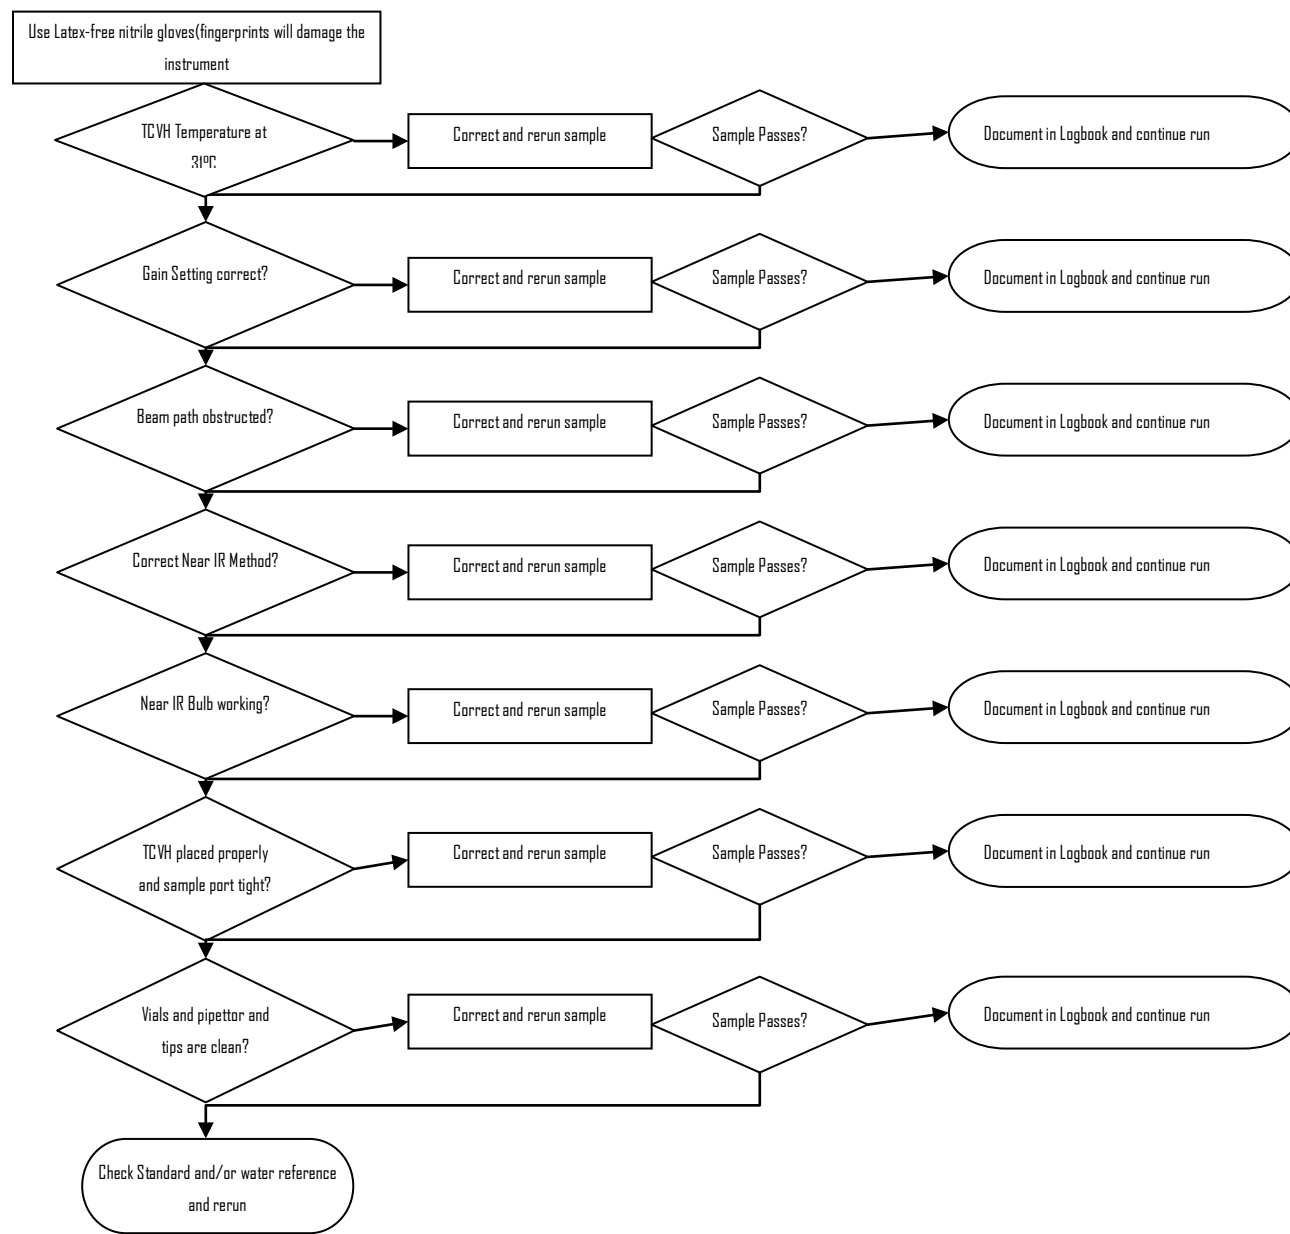 Use Latex-free nitrile gloves(fingerprints will damage the
instrument
TCVH Temperature at
31ºC
Correct and rerun sample
Sample Passes?
Document in Logbook and continue run
Gain Setting correct?
Correct and rerun sample
Sample Passes?
Document in Logbook and continue run
Beam path obstructed?
Correct and rerun sample
Sample Passes?
Document in Logbook and continue run
Correct Near IR Method?
Correct and rerun sample
Sample Passes?
Document in Logbook and continue run
Near IR Bulb working?
Correct and rerun sample
Sample Passes?
Document in Logbook and continue run
TCVH placed properly
and sample port tight?
Correct and rerun sample
Sample Passes?
Document in Logbook and continue run
Vials and pipettor and
tips are clean?
Correct and rerun sample
Sample Passes?
Document in Logbook and continue run
Check Standard and/or water reference
and rerun